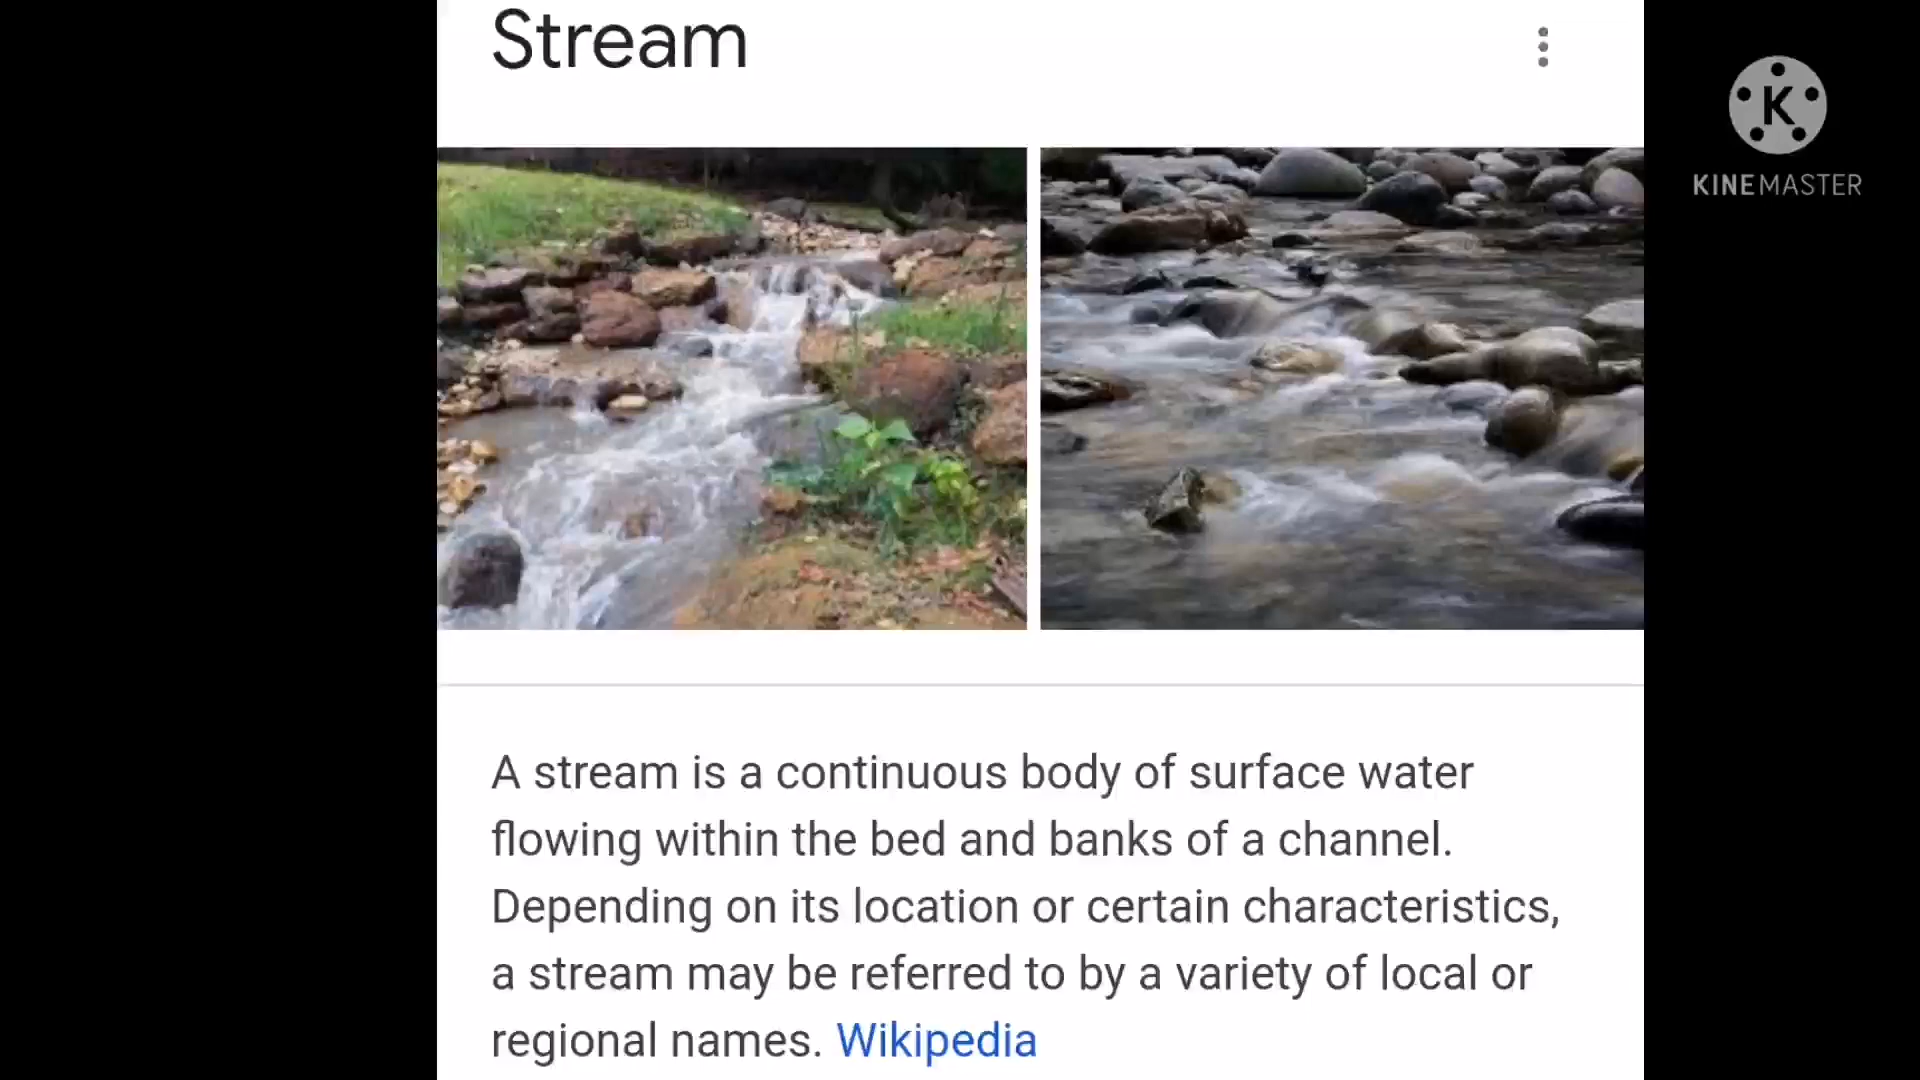 Stream
K
KINEMASTER
A stream is a continuous body of surface water
flowing within the bed and banks of a channel.
Depending on its location or certain characteristics,
a stream may be referred to by a variety of local or
regional names. Wikipedia